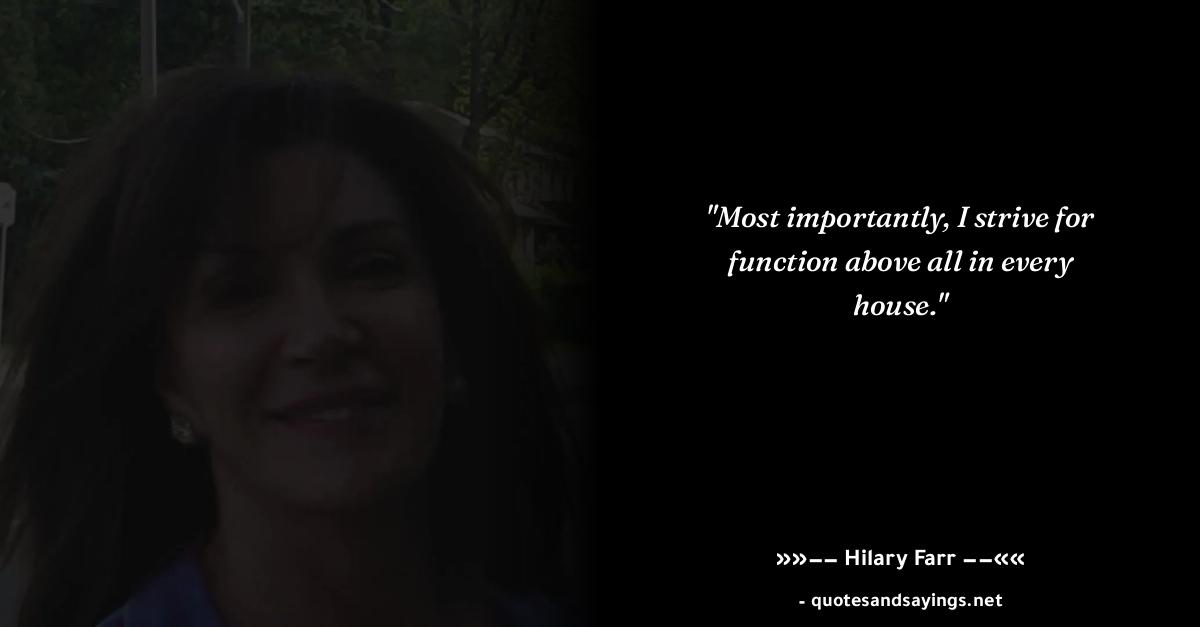 "Most importantly, I strive for
function above all in every
house."
»»−− Hilary Farr −−««
- quotesandsayings.net